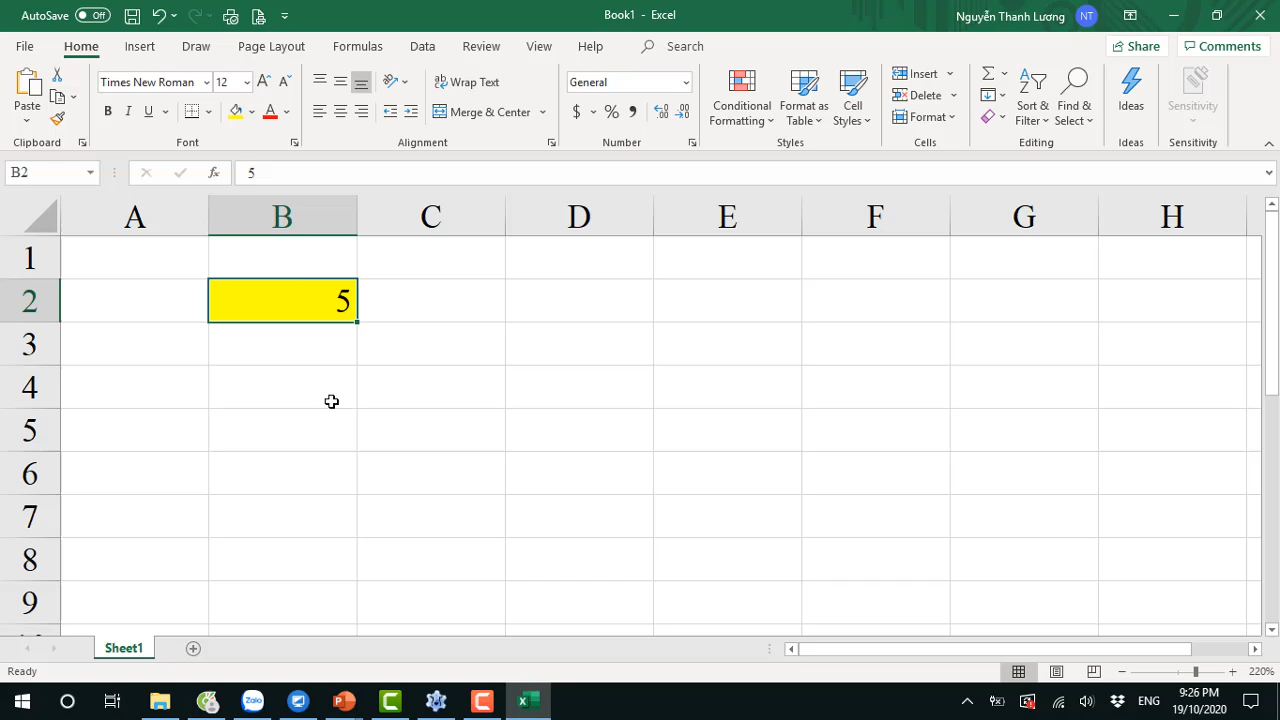 AutoSave Off Book1 - Excel Nguyễn Thanh Lương NT
File Home Insert Draw Page Layout Formulas Data Review View Help Search Share Comments
Paste Times New Roman 12 A A B I U A ab Wrap Text Merge & Center General $ % , Conditional Formatting Format as Table Cell Styles Insert Delete Format Sort & Filter Find & Select Ideas Sensitivity
Clipboard Font Alignment Number Styles Cells Editing Ideas Sensitivity
B2 fx 5
A B C D E F G H
1
2 5
3
4
5
6
7
8
9
Sheet1
Ready 220%
Zalo ENG 9:26 PM
19/10/2020